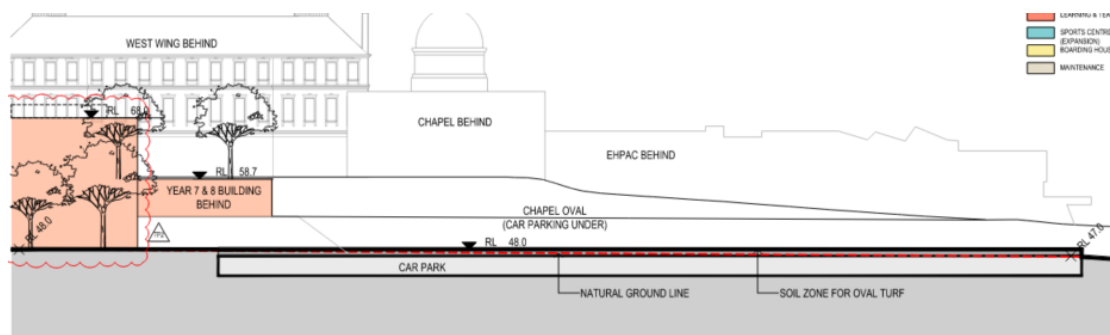 LEARNING & TEA
SPORTS CENTRE
(EXPANSION)
BOARDING HOUS
MAINTENANCE
WEST WING BEHIND
RL 68.0
CHAPEL BEHIND
EHPAC BEHIND
RL 58.7
YEAR 7 & 8 BUILDING
BEHIND
CHAPEL OVAL
(CAR PARKING UNDER)
RL 48.0
RL 48.0
RL 47.0
CAR PARK
NATURAL GROUND LINE
SOIL ZONE FOR OVAL TURF